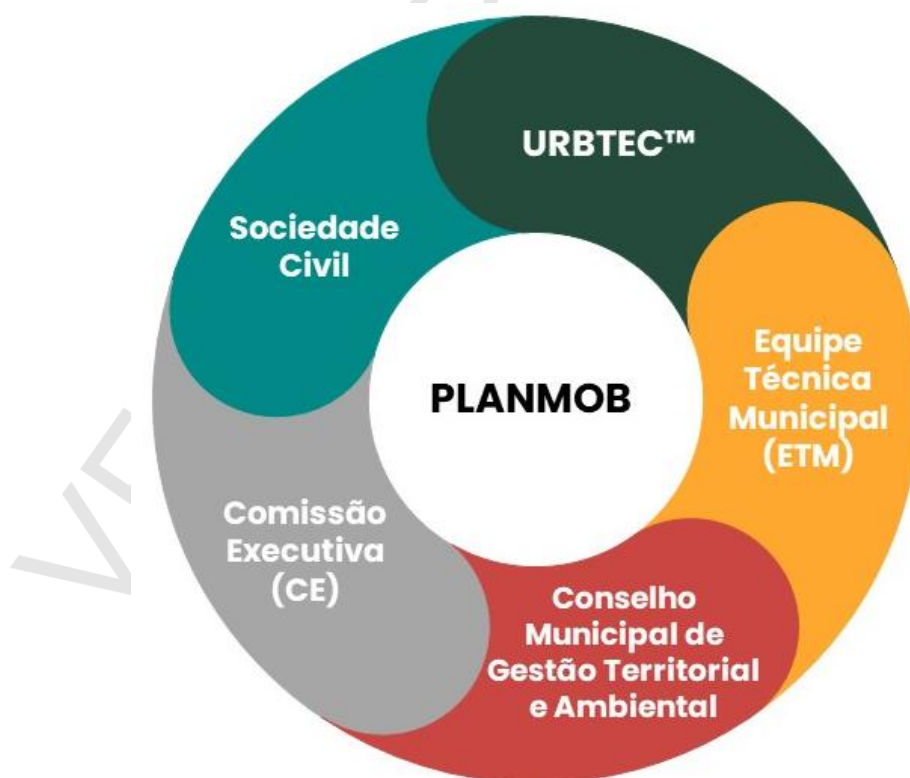 URBTEC™
Sociedade
Civil
Equipe
Técnica
Municipal
(ETM)
PLANMOB
Comissão
Executiva
(CE)
Conselho
Municipal de
Gestão Territorial
e Ambiental